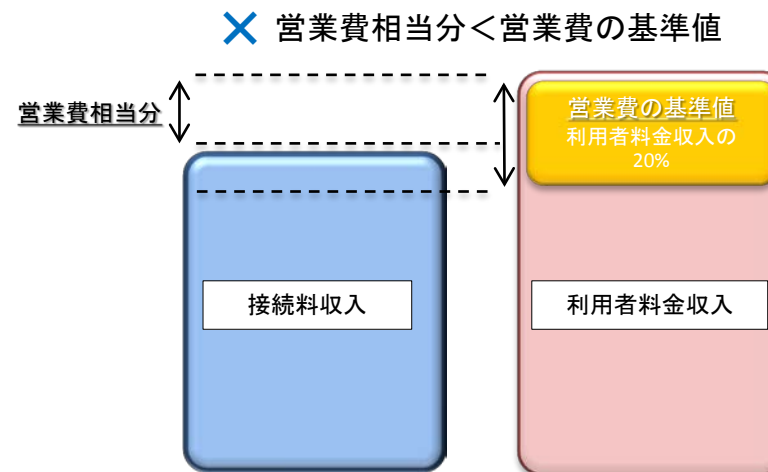 × 営業費相当分＜営業費の基準値
営業費相当分
営業費の基準値
利用者料金収入の
20%
接続料収入
利用者料金収入